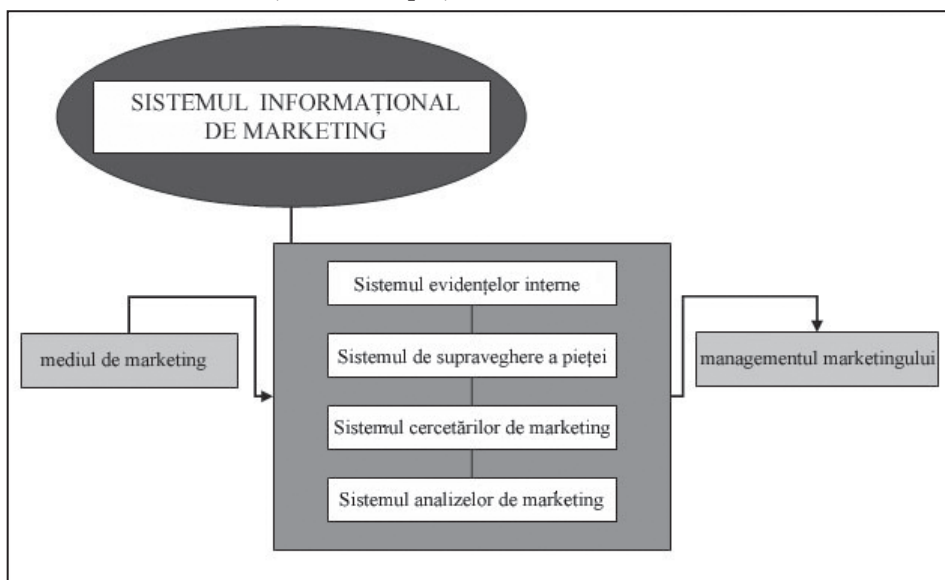 SISTEMUL INFORMAȚIONAL
DE MARKETING
Sistemul evidențelor interne
mediul de marketing
Sistemul de supraveghere a pieței
managementul marketingului
Sistemul cercetărilor de marketing
Sistemul analizelor de marketing